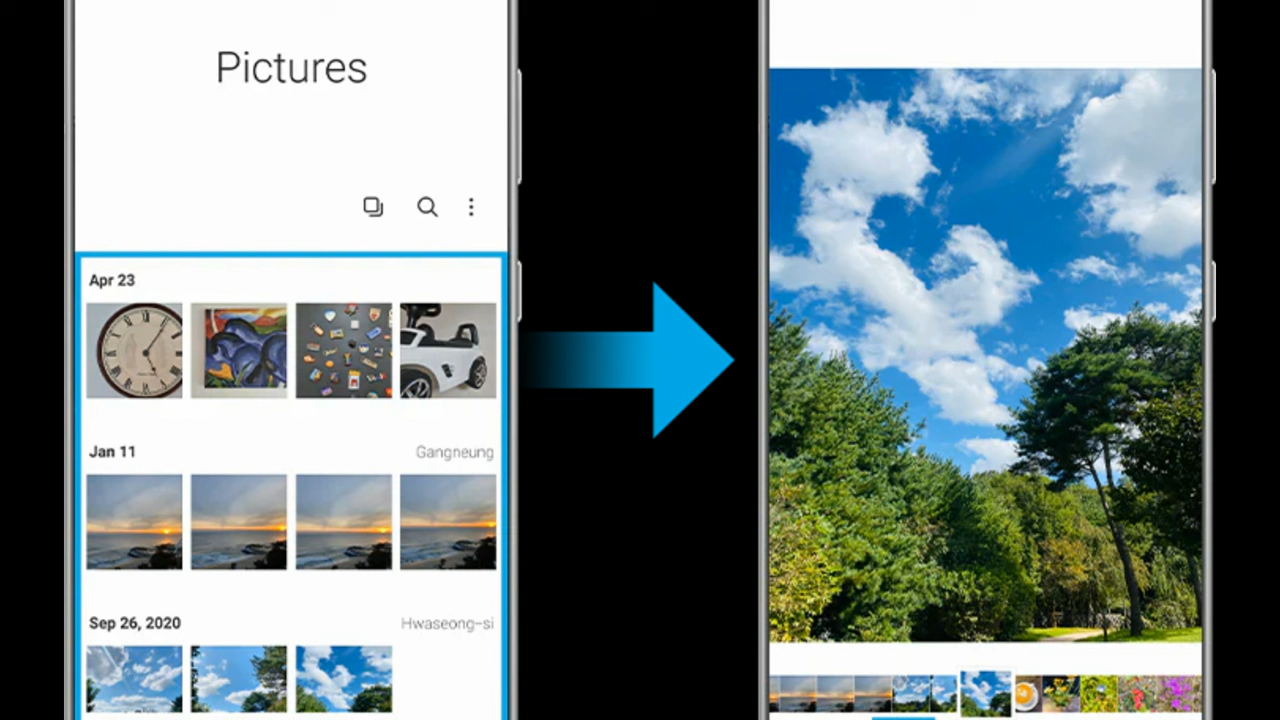 Pictures
Apr 23
Jan 11
Gangneung
Sep 26, 2020
Hwaseong-si